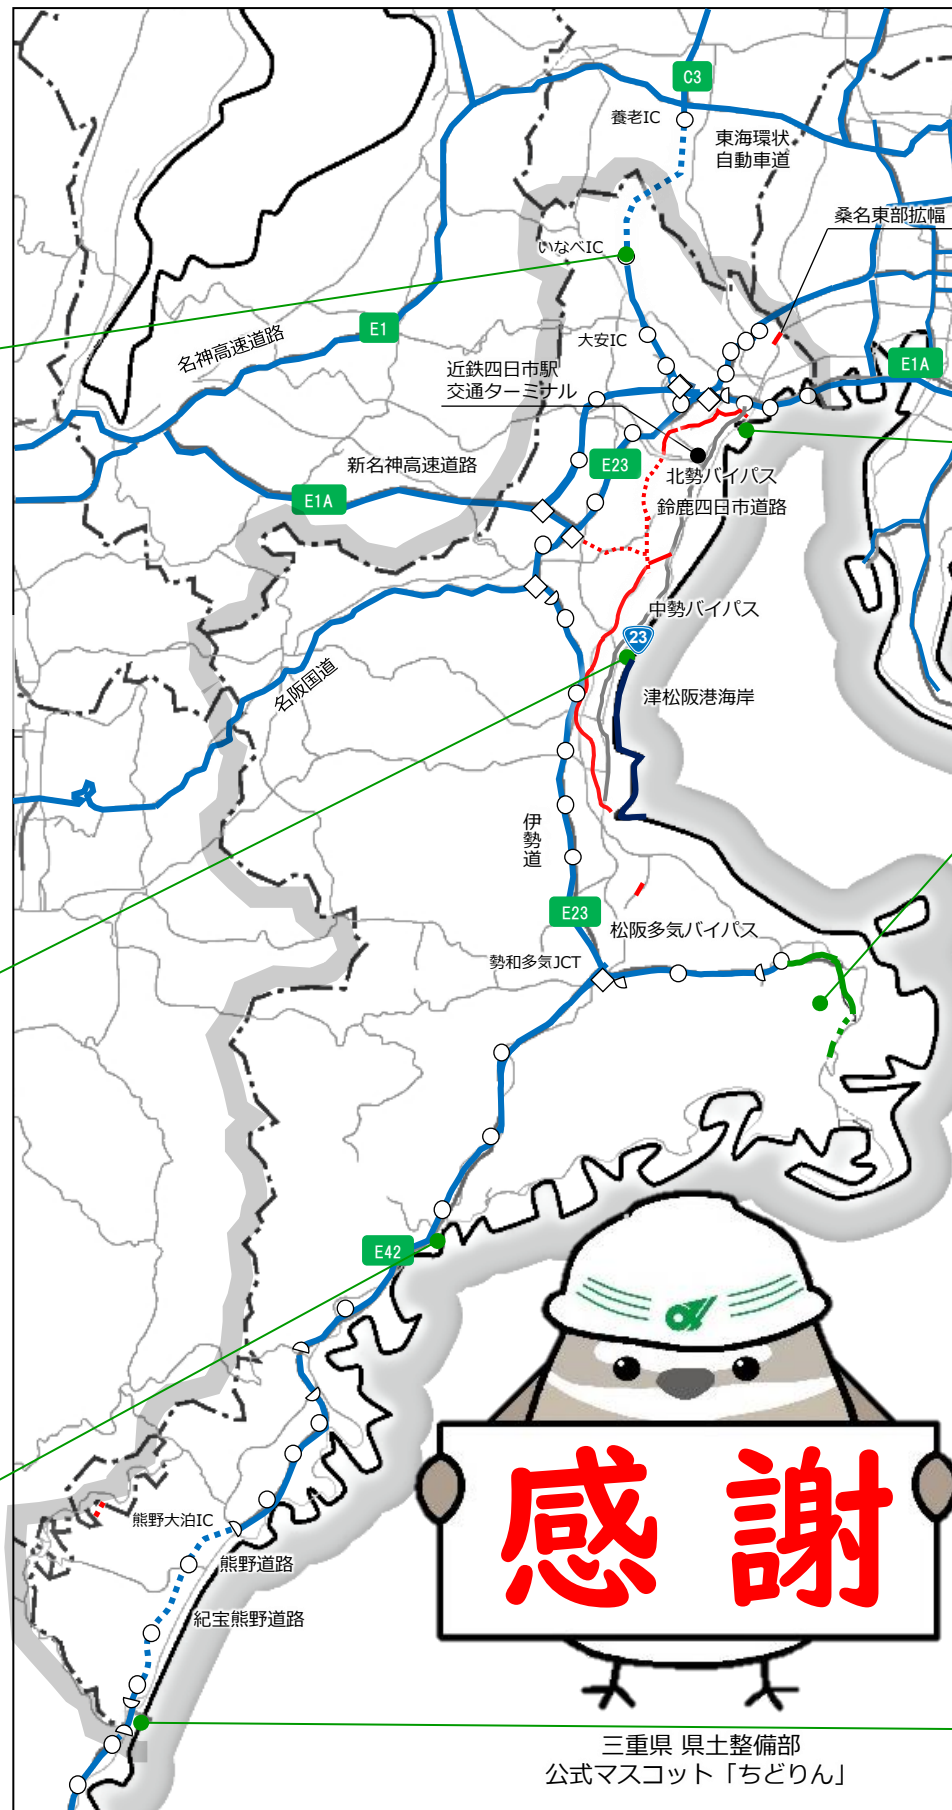 C3
養老IC
東海環状
自動車道
桑名東部拡幅
いなべIC
E1
名神高速道路
大安IC
近鉄四日市駅
交通ターミナル
E1A
新名神高速道路
E23
北勢バイパス
E1A
鈴鹿四日市道路
中勢バイパス
23
名阪国道
津松阪港海岸
伊勢道
E23
松阪多気バイパス
勢和多気JCT
E42
感謝
熊野大泊IC
熊野道路
紀宝熊野道路
三重県 県土整備部
公式マスコット「ちどりん」